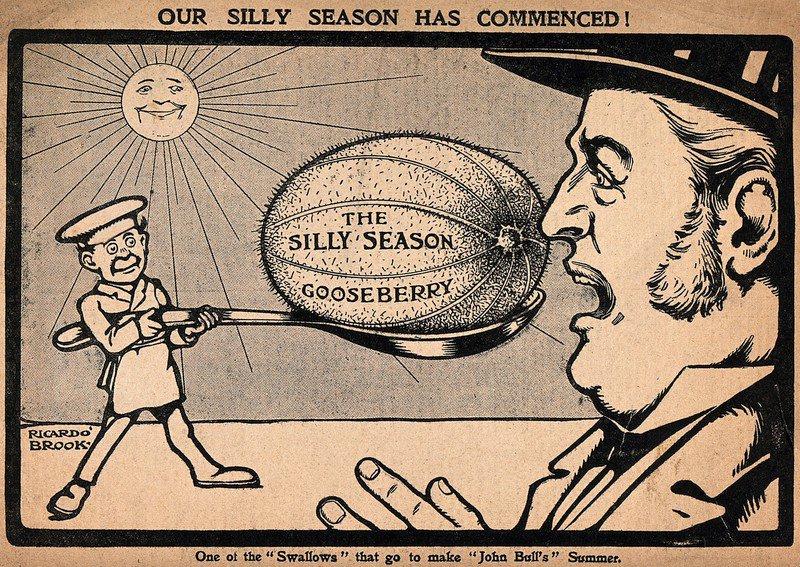 OUR SILLY SEASON HAS COMMENCED!
THE
SILLY SEASON
GOOSEBERRY
RICARDO
BROOK.
One of the "Swallows" that go to make "John Bull's" Summer.